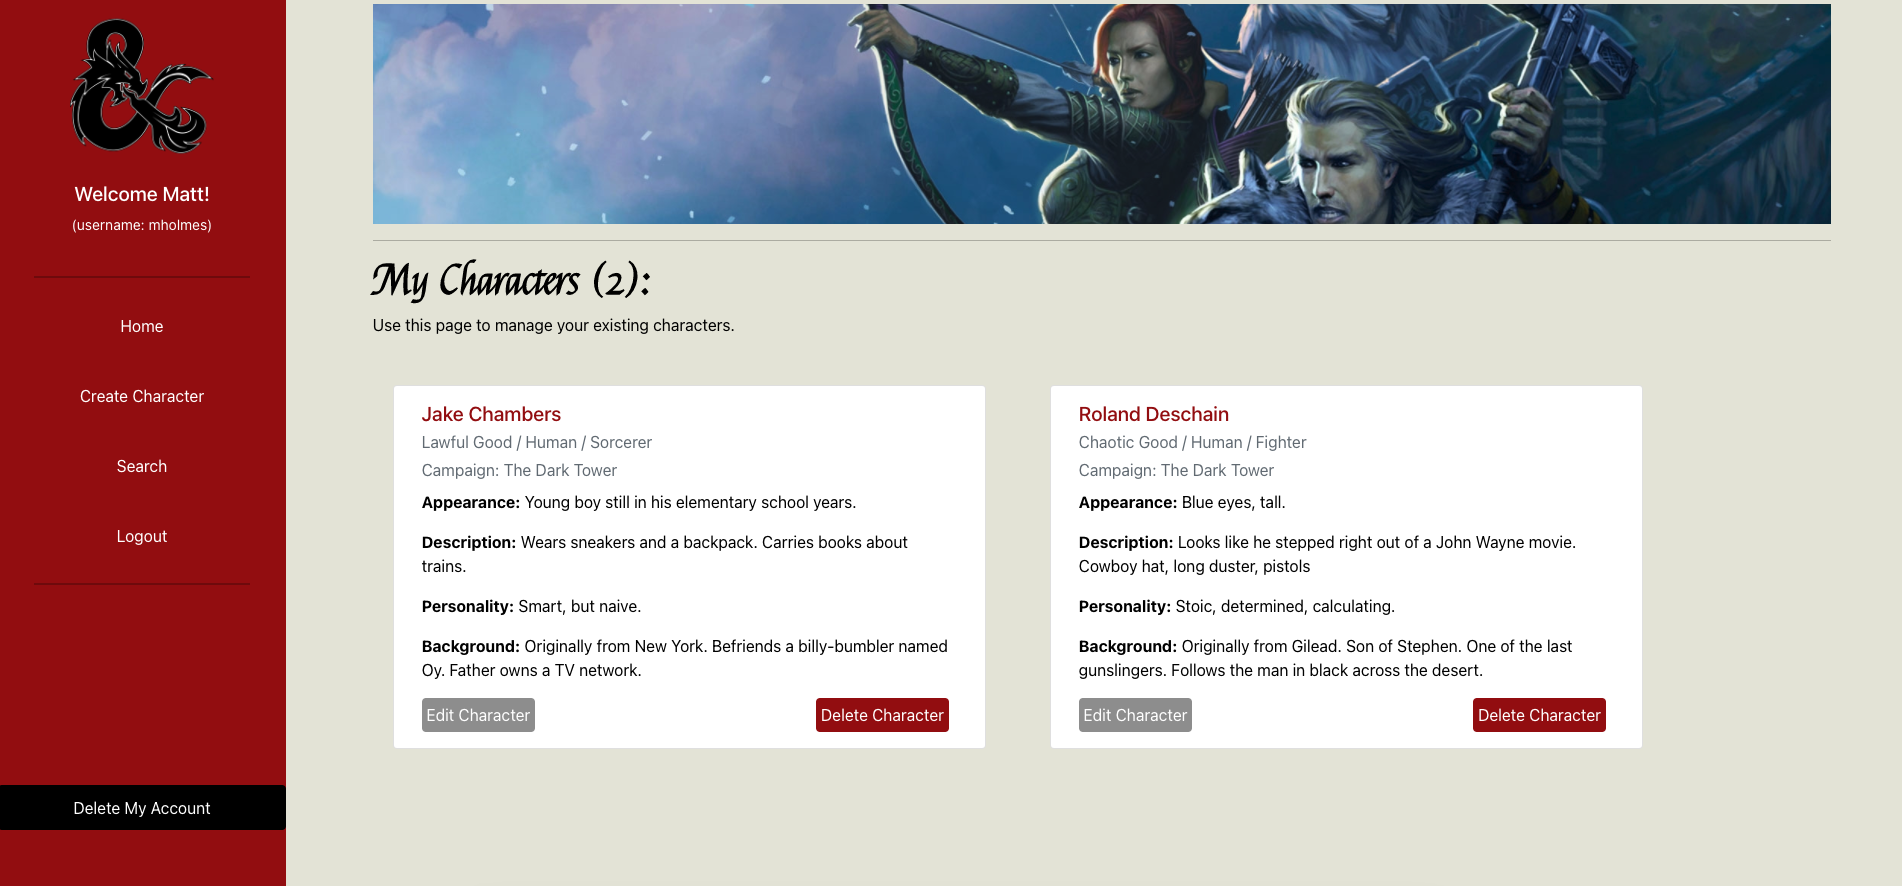 Welcome Matt!
(username: mholmes)
Home
Create Character
Search
Logout
Delete My Account
My Characters (2):
Use this page to manage your existing characters.
Jake Chambers
Lawful Good / Human / Sorcerer
Campaign: The Dark Tower
Appearance: Young boy still in his elementary school years.
Description: Wears sneakers and a backpack. Carries books about
trains.
Personality: Smart, but naive.
Background: Originally from New York. Befriends a billy-bumbler named
Oy. Father owns a TV network.
Edit Character
Delete Character
Roland Deschain
Chaotic Good / Human / Fighter
Campaign: The Dark Tower
Appearance: Blue eyes, tall.
Description: Looks like he stepped right out of a John Wayne movie.
Cowboy hat, long duster, pistols
Personality: Stoic, determined, calculating.
Background: Originally from Gilead. Son of Stephen. One of the last
gunslingers. Follows the man in black across the desert.
Edit Character
Delete Character